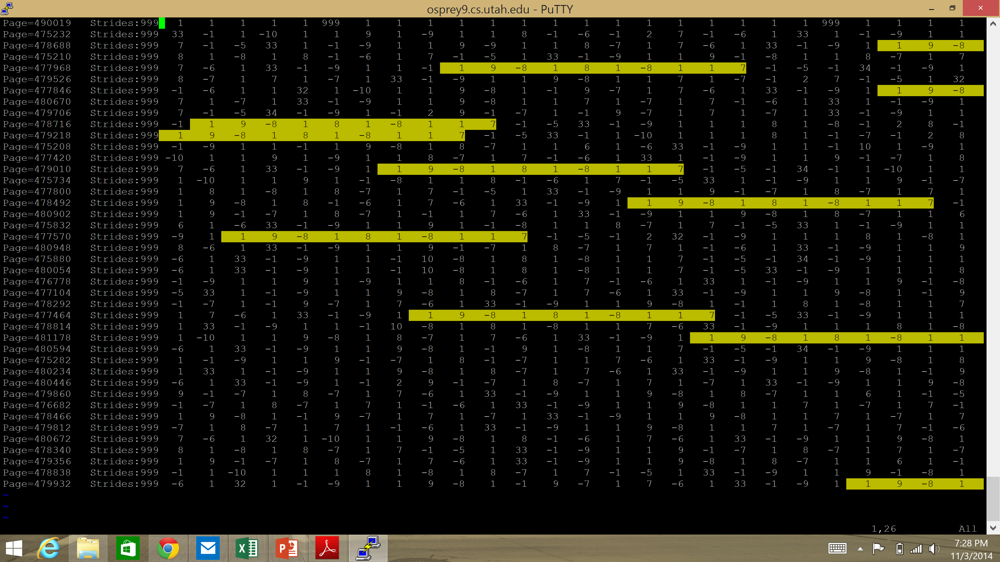 osprey9.cs.utah.edu - PuTTY
Page=490019 Strides:999 1 1 1 1 1 999 1 1 1 1 1 1 1 1 1 1 1 1 1 1 1 999 1 1 1 1
Page=475232 Strides:999 33 -1 1 -10 1 1 9 1 -9 1 1 8 -1 -6 -1 2 7 -1 -6 1 33 1 -1 -9 1 1
Page=478688 Strides:999 7 -1 -5 33 1 -1 -9 1 1 9 -9 1 1 8 -7 1 7 -6 1 33 -1 -9 1 1 9 -8
Page=475210 Strides:999 8 1 -8 1 8 -1 -6 1 7 -1 -5 1 33 -1 -9 1 1 9 -1 -8 1 1 8 -7 1 7
Page=477968 Strides:999 7 -6 1 33 -1 -9 1 1 -1 1 9 -8 1 8 1 -8 1 1 7 -1 -5 -1 34 -1 -9 1
Page=479526 Strides:999 8 -7 1 7 1 -7 1 33 -1 -9 1 1 9 -8 1 1 7 1 -7 -1 2 7 -1 -5 1 32
Page=477846 Strides:999 -1 -6 1 1 32 1 -10 1 1 9 -8 1 -1 9 -7 1 7 -6 1 33 -1 -9 1 1 9 -8
Page=480670 Strides:999 7 1 -7 1 33 -1 -9 1 1 9 -8 1 1 7 1 -7 1 7 -1 -6 1 33 1 -1 -9 1
Page=479706 Strides:999 7 -1 -5 34 -1 -9 1 -1 2 9 -1 -7 1 -1 9 -7 1 7 1 -7 1 33 -1 -9 1 1
Page=478716 Strides:999 -1 1 9 -8 1 8 1 -8 1 1 7 -1 -5 33 -1 -9 1 1 1 8 1 -8 -1 2 8 -1
Page=479218 Strides:999 1 9 -8 1 8 1 -8 1 1 7 -1 -5 33 -1 1 -10 1 1 1 8 1 -1 -7 -1 2 8
Page=475208 Strides:999 -1 -9 1 1 -1 1 9 -8 1 8 -7 1 1 6 1 -6 33 -1 -9 1 1 -1 10 1 -9 1
Page=477420 Strides:999 -10 1 1 9 1 -9 1 1 8 -7 1 7 -1 -6 1 33 1 -1 -9 1 1 9 -1 -7 1 8
Page=479010 Strides:999 7 -6 1 33 -1 -9 1 1 9 -8 1 8 1 -8 1 1 7 -1 -5 -1 34 -1 1 -10 1 1
Page=475734 Strides:999 1 -10 1 1 9 1 -1 -8 1 1 8 -1 -6 1 7 -1 -5 33 1 -1 -9 1 1 9 -1 -7
Page=477800 Strides:999 1 8 1 -8 1 8 -7 1 7 -1 -5 1 33 -1 -9 1 1 9 -1 -7 1 8 -7 1 7 1
Page=478492 Strides:999 1 9 -8 1 8 -1 -6 1 7 -6 1 33 -1 -9 1 1 9 -8 1 8 1 -8 1 1 7 -1
Page=480902 Strides:999 1 9 -1 -7 1 8 -7 1 -1 1 7 -6 1 33 -1 -9 1 1 9 -8 1 8 -7 1 1 6
Page=475832 Strides:999 6 1 -6 33 -1 -9 1 1 9 1 -1 -8 1 1 8 -7 1 7 -1 -5 33 1 -1 -9 1 1
Page=477570 Strides:999 -9 1 1 9 -8 1 8 1 -8 1 1 7 -1 -5 -1 2 32 -1 -9 1 1 1 8 1 -8 1
Page=480948 Strides:999 8 -6 1 33 -1 -9 1 1 9 -1 -7 1 8 -7 1 7 1 -1 -6 1 33 -1 -9 1 1 9
Page=475880 Strides:999 -6 1 33 -1 -9 1 1 -1 10 -8 1 8 1 -8 1 1 7 -1 -5 -1 34 -1 -9 1 1 1
Page=480054 Strides:999 -6 1 33 -1 -9 1 1 -1 10 -8 1 8 1 -8 1 1 7 -1 -5 33 -1 -9 1 1 1 8
Page=476778 Strides:999 -1 -9 1 1 9 1 -9 1 1 8 -1 -6 1 7 -1 -6 1 33 1 -1 -9 1 1 9 -1 -8
Page=477104 Strides:999 -5 33 1 -1 -9 1 1 9 -8 1 8 -7 1 7 -6 1 33 -1 -9 1 1 9 -8 1 -1 9
Page=478292 Strides:999 -1 -7 1 -1 9 -7 1 7 -6 1 33 -1 -9 1 1 9 -8 1 -1 1 8 1 -8 1 1 7
Page=477464 Strides:999 1 7 -6 1 33 -1 -9 1 1 9 -8 1 8 1 -8 1 1 7 -1 -5 33 -1 -9 1 1 1
Page=478814 Strides:999 1 33 -1 -9 1 1 -1 10 -8 1 8 1 -8 1 1 7 -6 33 -1 -9 1 1 1 8 1 -8
Page=481178 Strides:999 1 -10 1 1 9 -8 1 8 -7 1 7 -6 1 33 -1 -9 1 1 9 -8 1 8 1 -8 1 1
Page=480594 Strides:999 -6 1 33 -1 -9 1 1 9 -8 1 -1 9 1 -8 1 1 7 -1 -5 -1 34 -1 -9 1 1 1
Page=475282 Strides:999 1 -1 -9 1 1 9 -1 -7 1 8 -1 -7 1 1 7 -6 1 33 -1 -9 1 1 9 -8 1 8
Page=480234 Strides:999 1 33 1 -1 -9 1 1 9 -8 1 8 -7 1 7 -6 1 33 -1 -9 1 1 9 -8 1 -1 9
Page=480446 Strides:999 -6 1 33 -1 -9 1 -1 2 9 -1 -7 1 8 -7 1 7 1 -7 1 33 -1 -9 1 1 9 -8
Page=479860 Strides:999 9 -1 -7 1 8 -7 1 7 -6 1 33 -1 -9 1 1 9 -8 1 8 -7 1 1 6 1 -1 -5
Page=476682 Strides:999 -1 -7 1 8 -7 1 7 1 -1 -6 1 33 -1 -9 1 1 9 -8 1 1 7 1 -7 1 7 -1
Page=478466 Strides:999 1 9 -8 1 -1 9 -7 1 7 1 -7 1 33 -1 -9 1 1 9 -8 1 1 7 1 -7 1 7
Page=479812 Strides:999 -7 1 8 -7 1 7 1 -1 -6 1 33 -1 -9 1 1 9 -8 1 1 7 1 -7 1 7 -1 -6
Page=480672 Strides:999 7 -6 1 32 1 -10 1 1 9 -8 1 8 -1 -6 1 7 -6 1 33 -1 -9 1 1 9 -8 1
Page=478340 Strides:999 8 1 -8 1 8 -7 1 7 -1 -5 1 33 -1 -9 1 1 9 -1 -7 1 8 -7 1 7 1 -7
Page=479356 Strides:999 1 9 -1 -7 1 8 -7 1 7 -6 1 33 -1 -9 1 1 9 -8 1 8 -7 1 1 6 1 -1
Page=478838 Strides:999 -1 1 -10 1 1 1 8 1 -8 1 8 -7 1 7 -1 -5 1 33 -1 -9 1 1 9 -1 -8 1
Page=479932 Strides:999 -6 1 32 1 -1 -9 1 1 9 -8 1 -1 9 -7 1 7 -6 1 33 -1 -9 1 1 9 -8 1
~
~
~
1,26 All
7:28 PM
11/3/2014